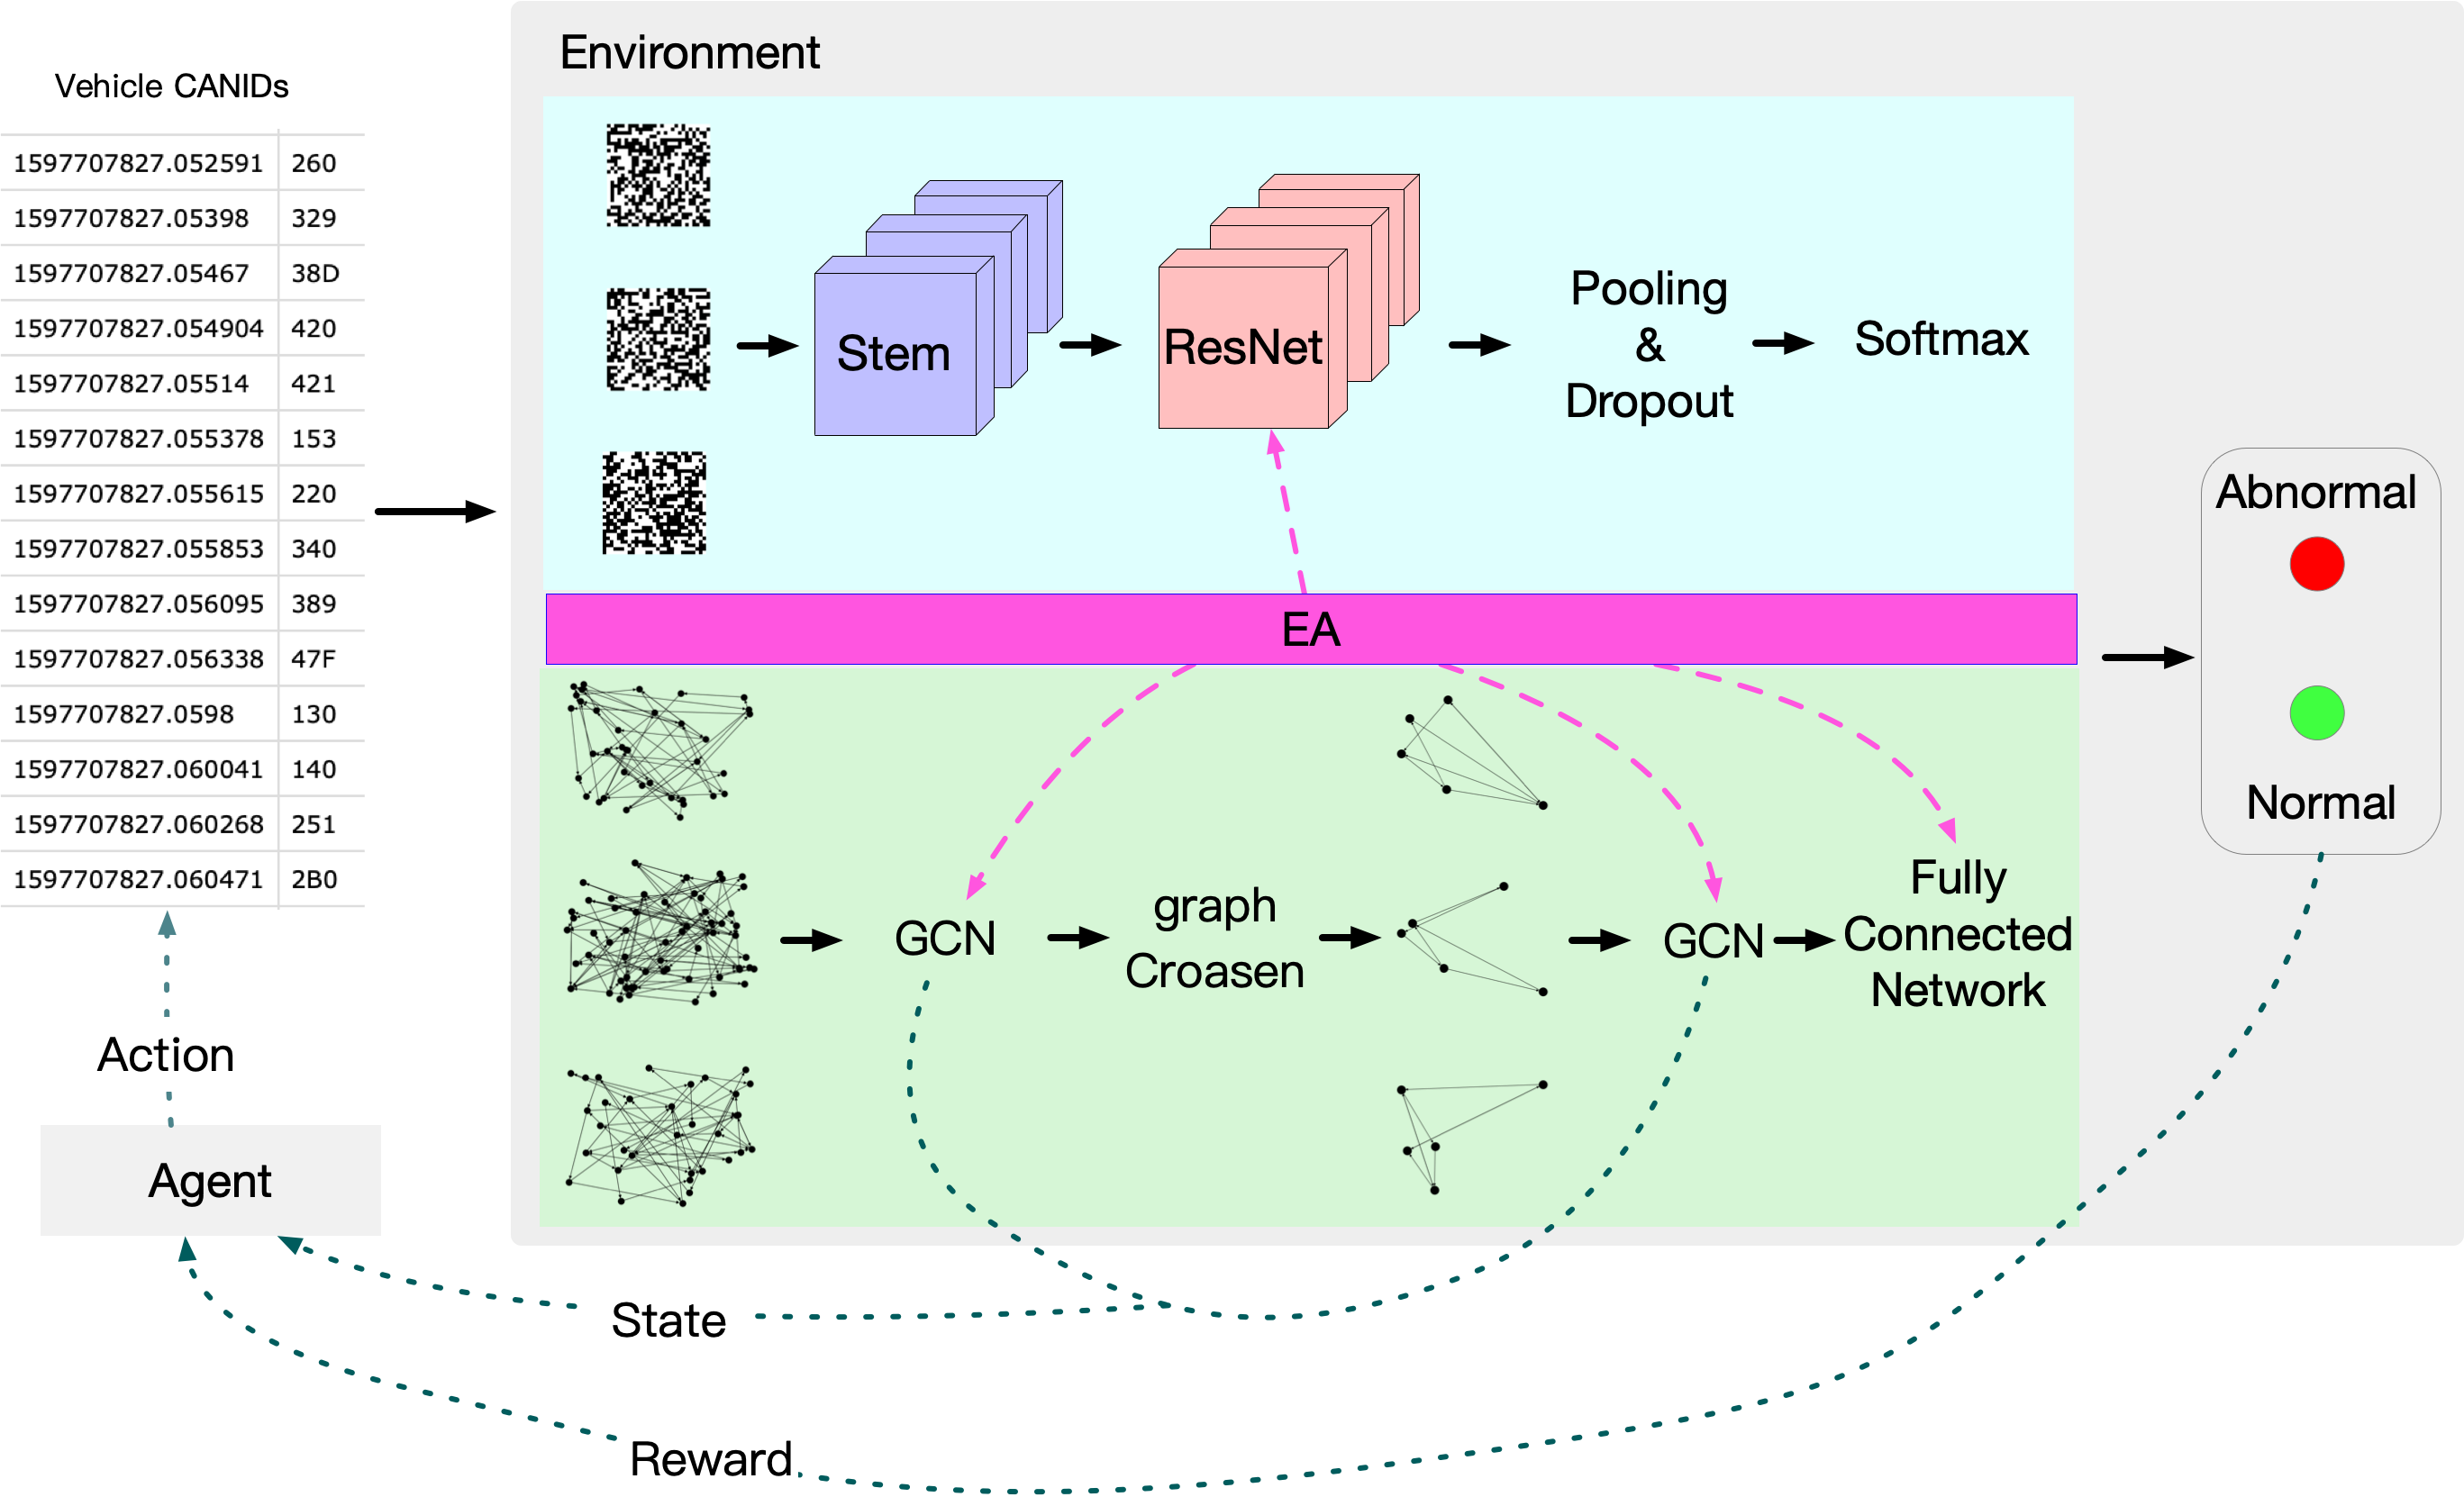 Vehicle CANIDs
1597707827.052591 260
1597707827.05398 329
1597707827.05467 38D
1597707827.054904 420
1597707827.05514 421
1597707827.055378 153
1597707827.055615 220
1597707827.055853 340
1597707827.056095 389
1597707827.056338 47F
1597707827.0598 130
1597707827.060041 140
1597707827.060268 251
1597707827.060471 2B0
Action
Agent
Environment
Stem
ResNet
Pooling
&
Dropout
Softmax
EA
GCN
graph
Croasen
GCN
Fully
Connected
Network
Abnormal
Normal
State
Reward